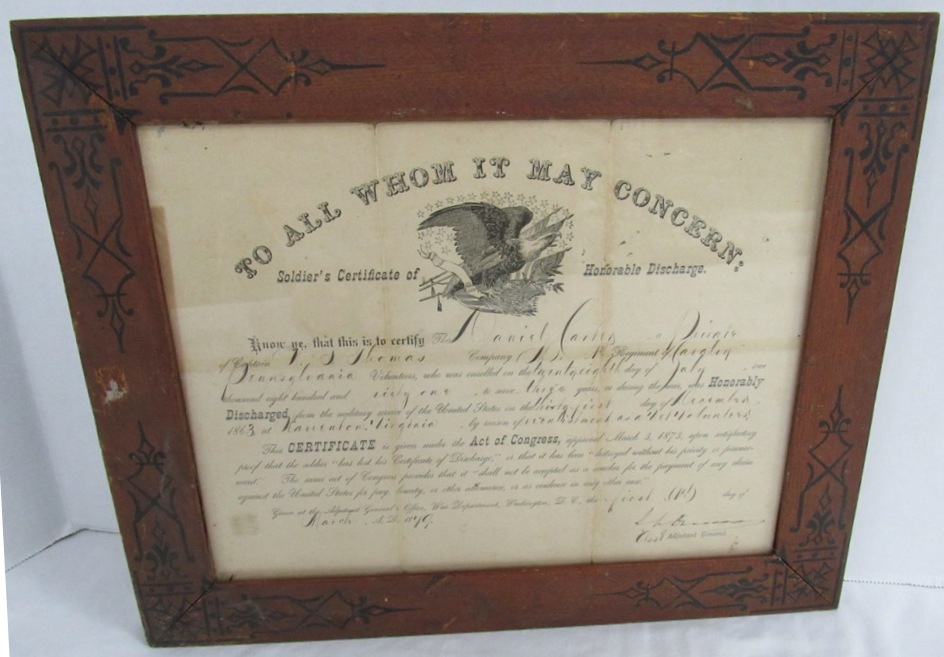 TO ALL WHOM IT MAY CONCERN:
Soldier's Certificate of Honorable Discharge.
Know ye, that this is to certify That Daniel a Private
of Captain Thomas Company Regiment of Cavalry
Pennsylvania Volunteers, who was enrolled on the day of July one
thousand eight hundred and sixty one, to serve three years, or during the war, was Honorably
Discharged from the military service of the United States on the thirty first day of December,
1863, at Warrenton, Virginia, by reason of Volunteer.
This CERTIFICATE is given under the Act of Congress, approved March 3, 1873, upon satisfactory
proof that the soldier "has lost his Certificate of Discharge," or that it has been "destroyed without his privity or procure-
ment." The same act of Congress provides that it "shall not be accepted as a voucher for the payment of any claim
against the United States for pay, bounty, or other allowance, or as evidence in any other case."
Given at the Adjutant General's Office, War Department, Washington, D. C., this first (1st) day of
March, A. D. 1879.
Asst Adjutant General.